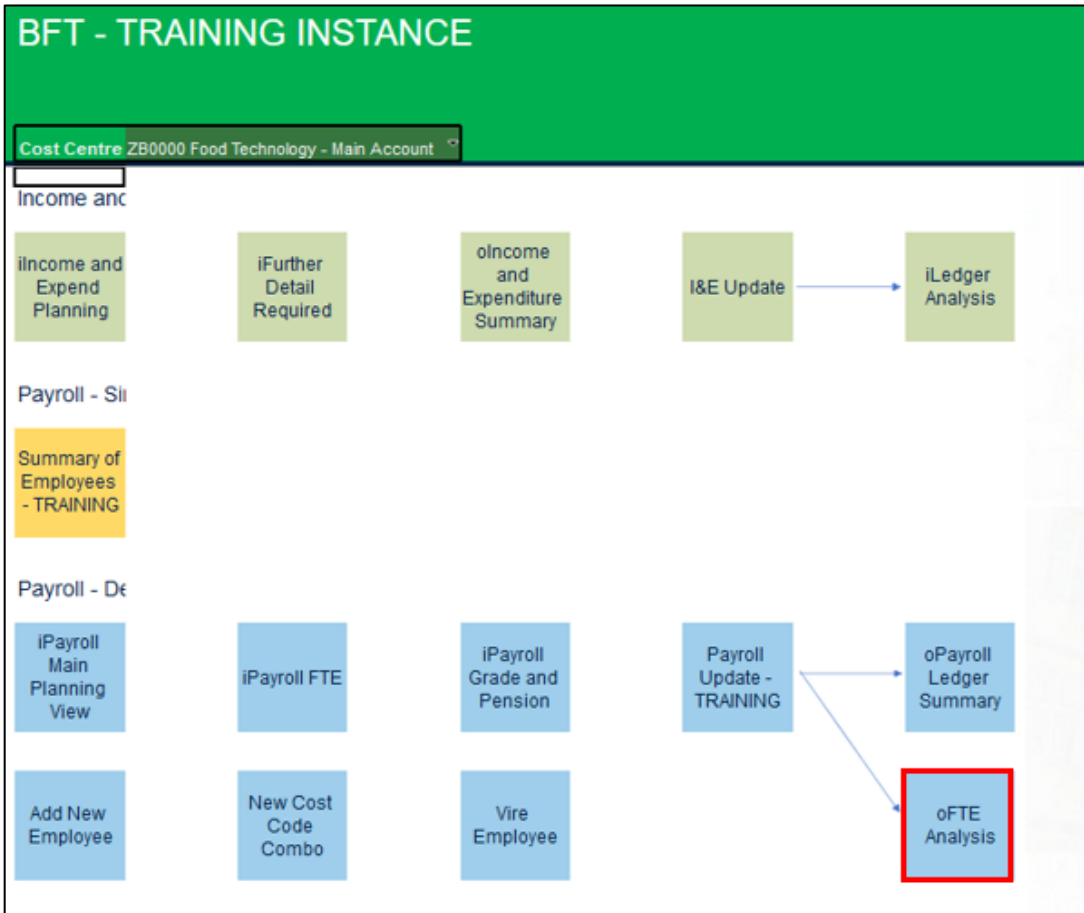 BFT - TRAINING INSTANCE
Cost Centre ZB0000 Food Technology - Main Account
Income and
iIncome and
Expend
Planning
iFurther
Detail
Required
oIncome
and
Expenditure
Summary
I&E Update
iLedger
Analysis
Payroll - Si
Summary of
Employees
- TRAINING
Payroll - De
iPayroll
Main
Planning
View
iPayroll FTE
iPayroll
Grade and
Pension
Payroll
Update -
TRAINING
oPayroll
Ledger
Summary
Add New
Employee
New Cost
Code
Combo
Vire
Employee
oFTE
Analysis